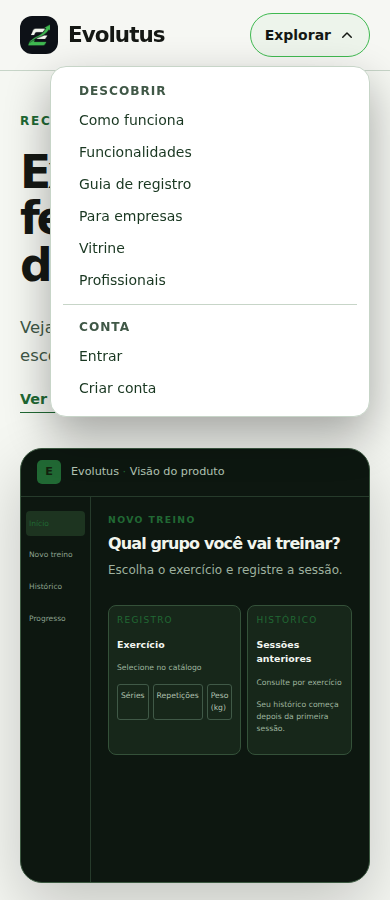 Evolutus
Explorar
DESCOBRIR
Como funciona
Funcionalidades
Guia de registro
Para empresas
Vitrine
Profissionais
CONTA
Entrar
Criar conta
REC
Ver
E Evolutus · Visão do produto
Início
Novo treino
Histórico
Progresso
NOVO TREINO
Qual grupo você vai treinar?
Escolha o exercício e registre a sessão.
REGISTRO
Exercício
Selecione no catálogo
Séries
Repetições
Peso
(kg)
HISTÓRICO
Sessões
anteriores
Consulte por exercício
Seu histórico começa
depois da primeira
sessão.